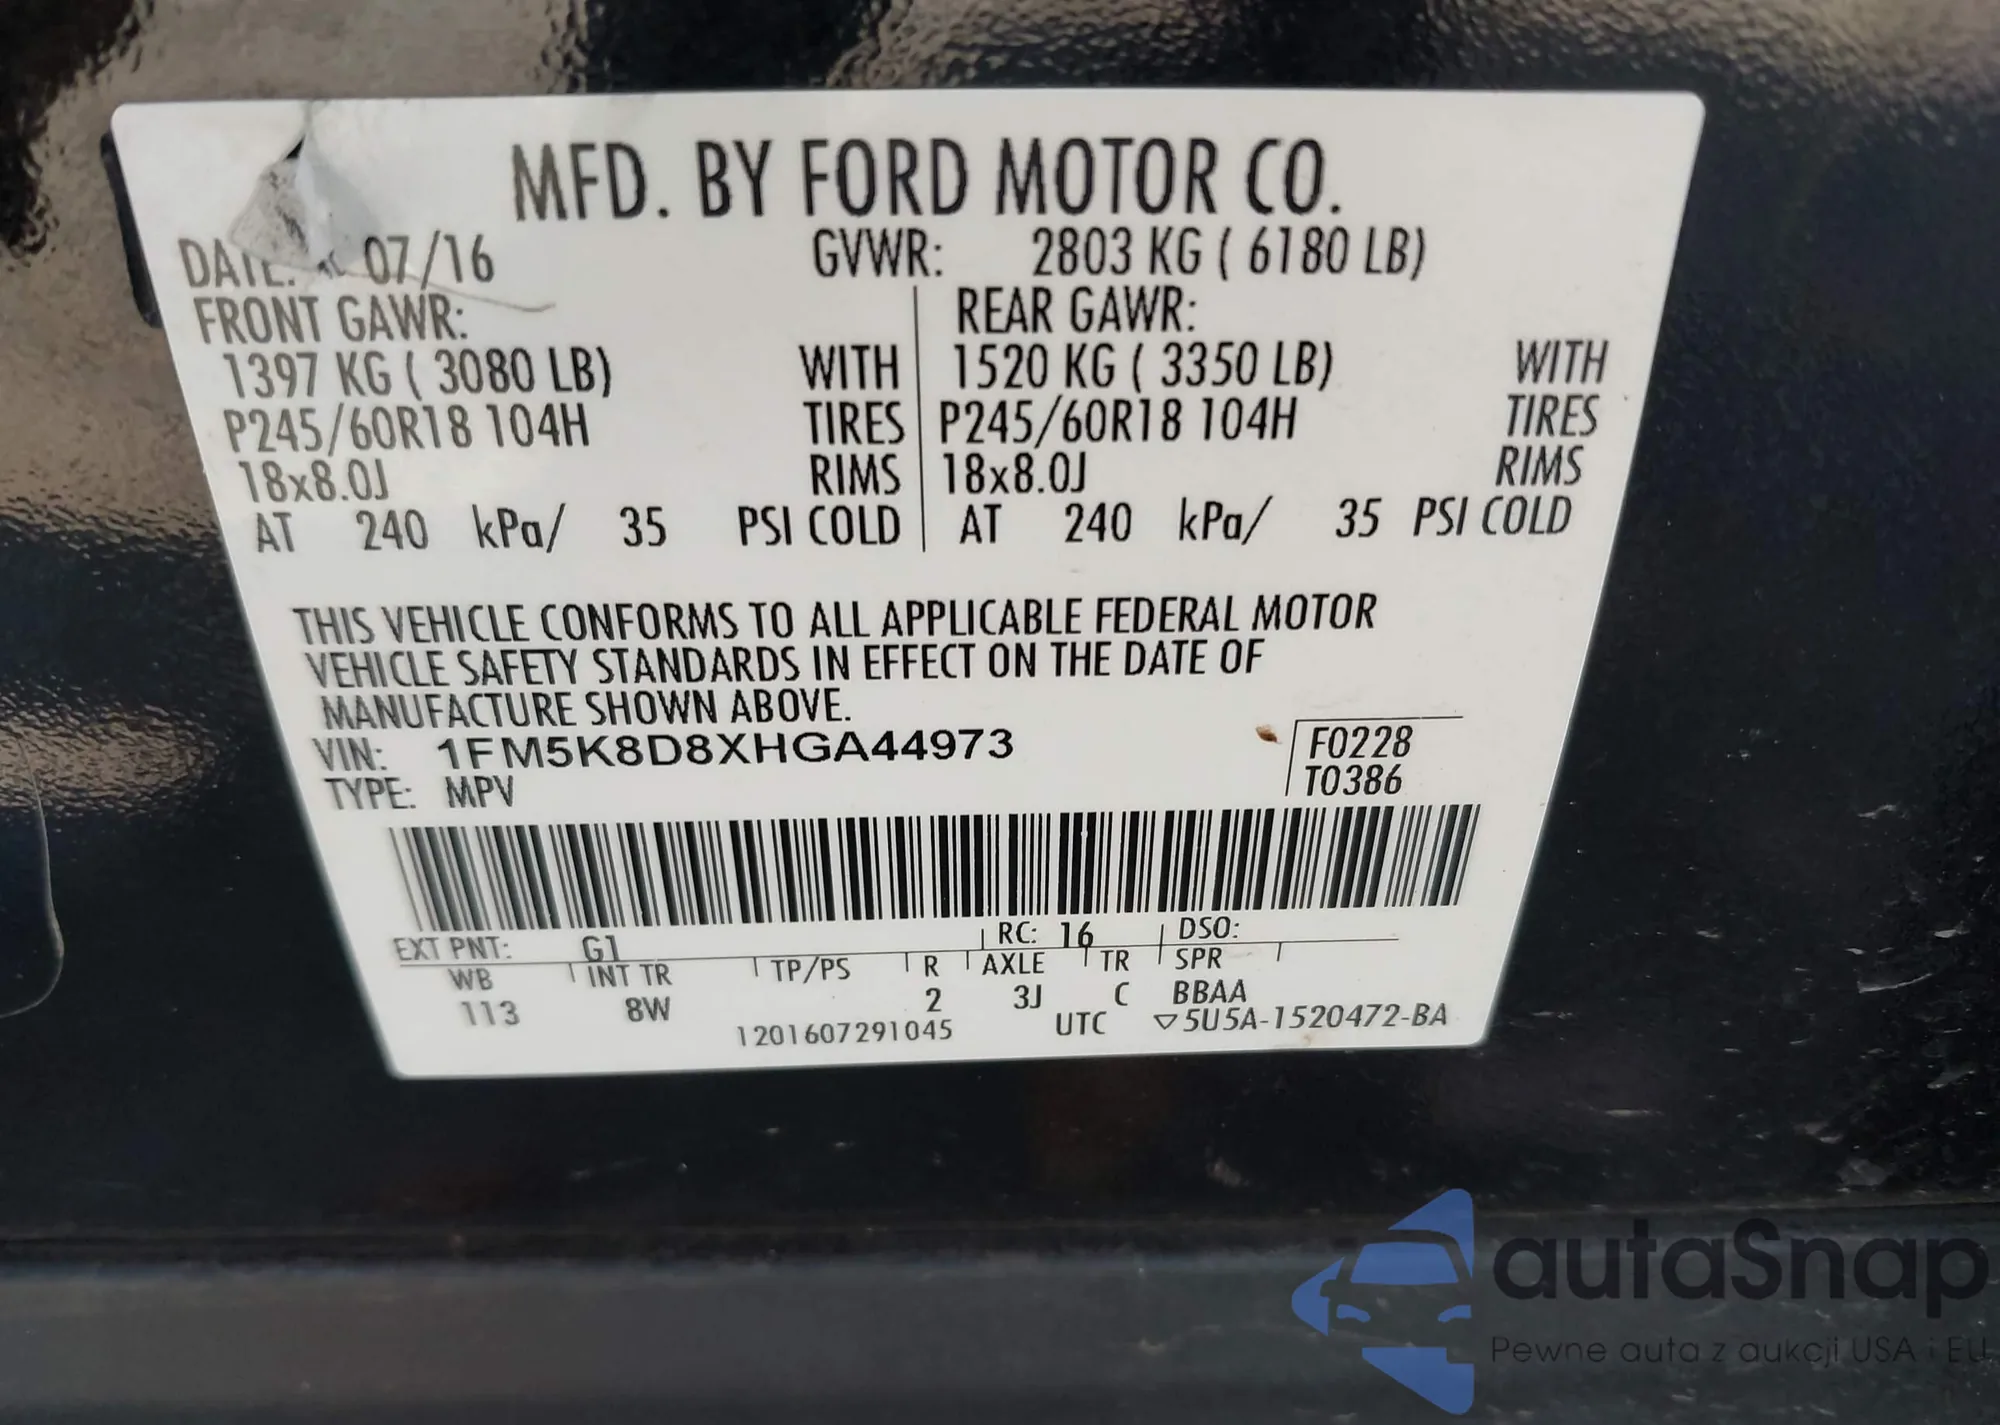 MFD. BY FORD MOTOR CO.
DATE: 07/16 GVWR: 2803 KG ( 6180 LB)
FRONT GAWR: REAR GAWR:
1397 KG ( 3080 LB) WITH 1520 KG ( 3350 LB) WITH
P245/60R18 104H TIRES P245/60R18 104H TIRES
18x8.0J RIMS 18x8.0J RIMS
AT 240 kPa/ 35 PSI COLD AT 240 kPa/ 35 PSI COLD
THIS VEHICLE CONFORMS TO ALL APPLICABLE FEDERAL MOTOR
VEHICLE SAFETY STANDARDS IN EFFECT ON THE DATE OF
MANUFACTURE SHOWN ABOVE.
VIN: 1FM5K8D8XHGA44973 F0228
TYPE: MPV T0386
EXT PNT: G1 RC: 16 DSO:
WB INT TR TP/PS R AXLE TR SPR
113 8W 2 3J C BBAA
1201607291045 UTC ▽5U5A-1520472-BA
autaSnap
Pewne auta z aukcji USA i EU